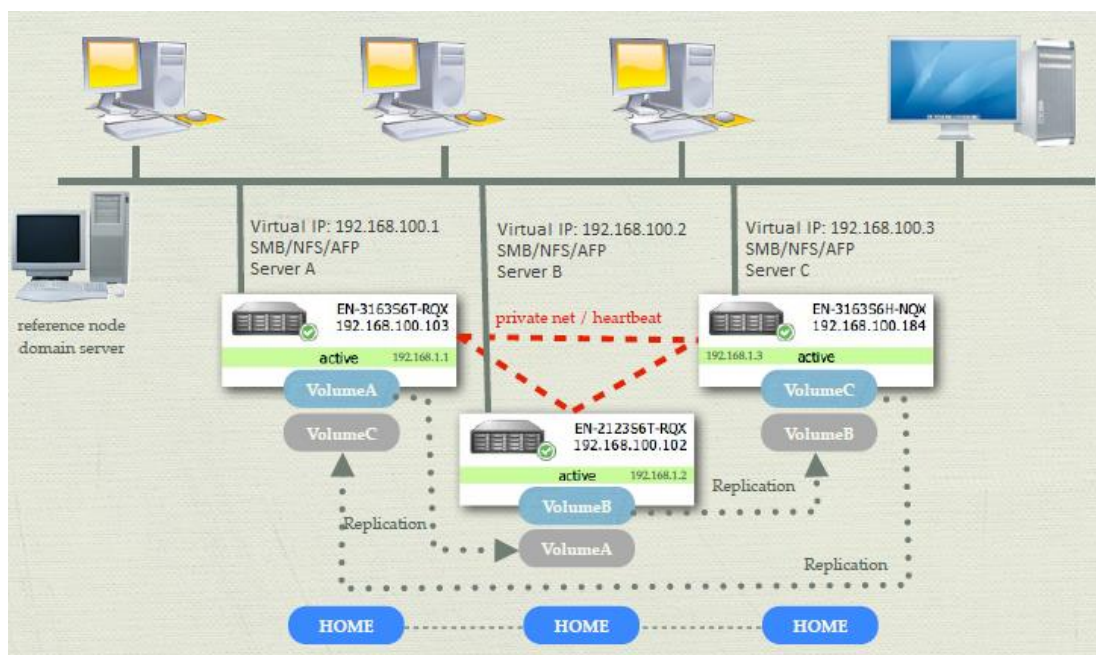 Virtual IP: 192.168.100.1
SMB/NFS/AFP
Server A
Virtual IP: 192.168.100.2
SMB/NFS/AFP
Server B
Virtual IP: 192.168.100.3
SMB/NFS/AFP
Server C
reference node
domain server
EN-3163S6T-RQX
192.168.100.103
active 192.168.1.1
VolumeA
VolumeC
private net / heartbeat
EN-3163S6H-NQX
192.168.100.184
192.168.1.3 active
VolumeC
VolumeB
EN-2123S6T-RQX
192.168.100.102
active 192.168.1.2
VolumeB
VolumeA
Replication
Replication
Replication
HOME
HOME
HOME